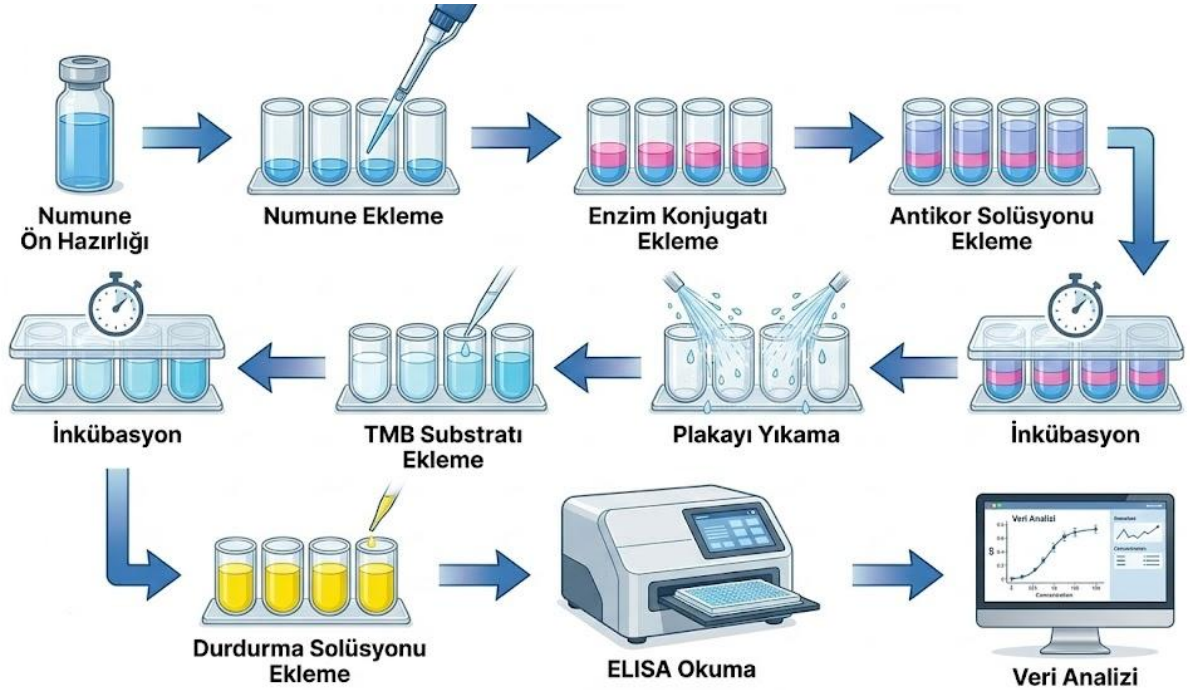 Numune
Ön Hazırlığı
Numune Ekleme
Enzim Konjugatı
Ekleme
Antikor Solüsyonu
Ekleme
İnkübasyon
Plakayı Yıkama
TMB Substratı
Ekleme
İnkübasyon
Durdurma Solüsyonu
Ekleme
ELISA Okuma
Veri Analizi
Concentration
Veri Analizi